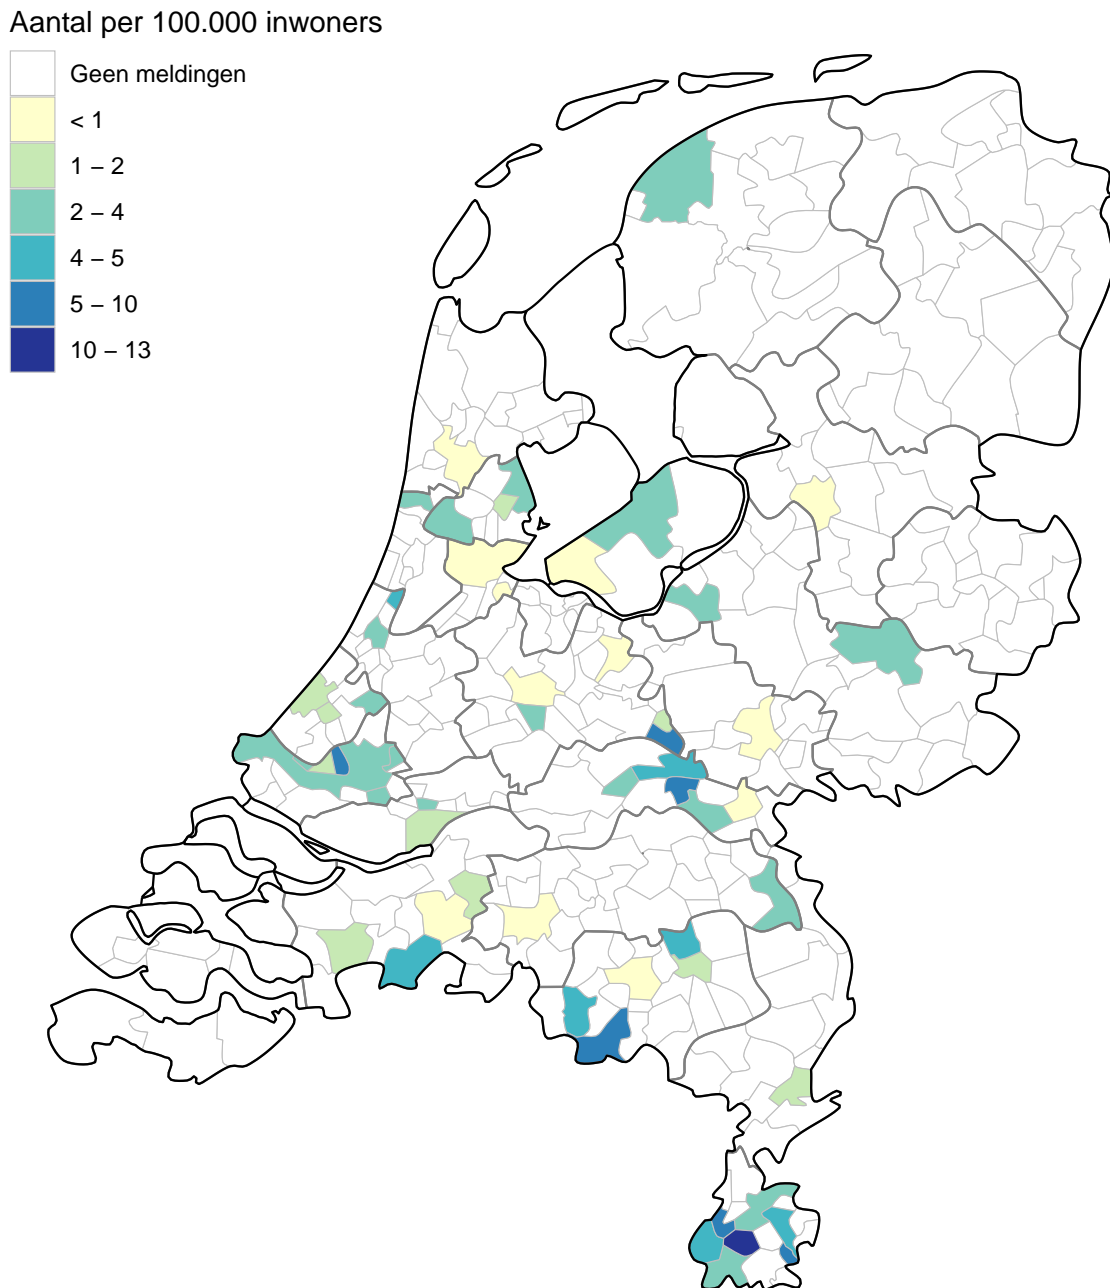 Aantal per 100.000 inwoners
Geen meldingen
< 1
1 – 2
2 – 4
4 – 5
5 – 10
10 – 13